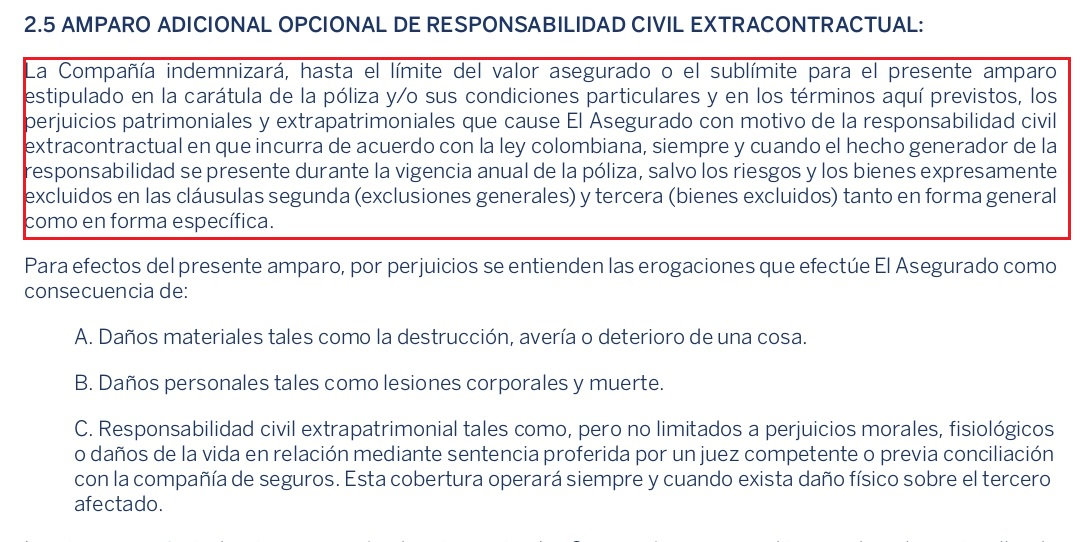 2.5 AMPARO ADICIONAL OPCIONAL DE RESPONSABILIDAD CIVIL EXTRACONTRACTUAL:
La Compañía indemnizará, hasta el límite del valor asegurado o el sublímite para el presente amparo
estipulado en la carátula de la póliza y/o sus condiciones particulares y en los términos aquí previstos, los
perjuicios patrimoniales y extrapatrimoniales que cause El Asegurado con motivo de la responsabilidad civil
extracontractual en que incurra de acuerdo con la ley colombiana, siempre y cuando el hecho generador de la
responsabilidad se presente durante la vigencia anual de la póliza, salvo los riesgos y los bienes expresamente
excluidos en las cláusulas segunda (exclusiones generales) y tercera (bienes excluidos) tanto en forma general
como en forma específica.
Para efectos del presente amparo, por perjuicios se entienden las erogaciones que efectúe El Asegurado como
consecuencia de:
A. Daños materiales tales como la destrucción, avería o deterioro de una cosa.
B. Daños personales tales como lesiones corporales y muerte.
C. Responsabilidad civil extrapatrimonial tales como, pero no limitados a perjuicios morales, fisiológicos
o daños de la vida en relación mediante sentencia proferida por un juez competente o previa conciliación
con la compañía de seguros. Esta cobertura operará siempre y cuando exista daño físico sobre el tercero
afectado.